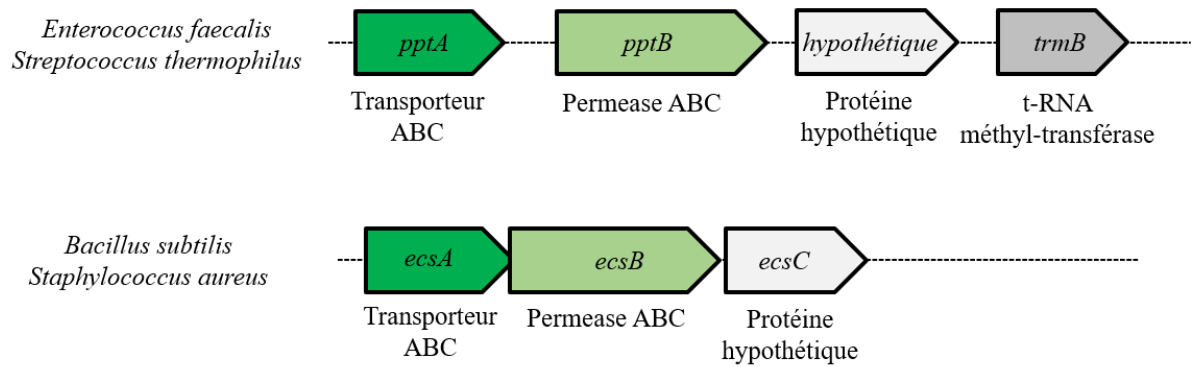 Enterococcus faecalis
Streptococcus thermophilus
pptA
pptB
hypothétique
trmB
Transporteur
ABC
Permease ABC
Protéine
hypothétique
t-RNA
méthyl-transférase
Bacillus subtilis
Staphylococcus aureus
ecsA
ecsB
ecsC
Transporteur
ABC
Permease ABC
Protéine
hypothétique